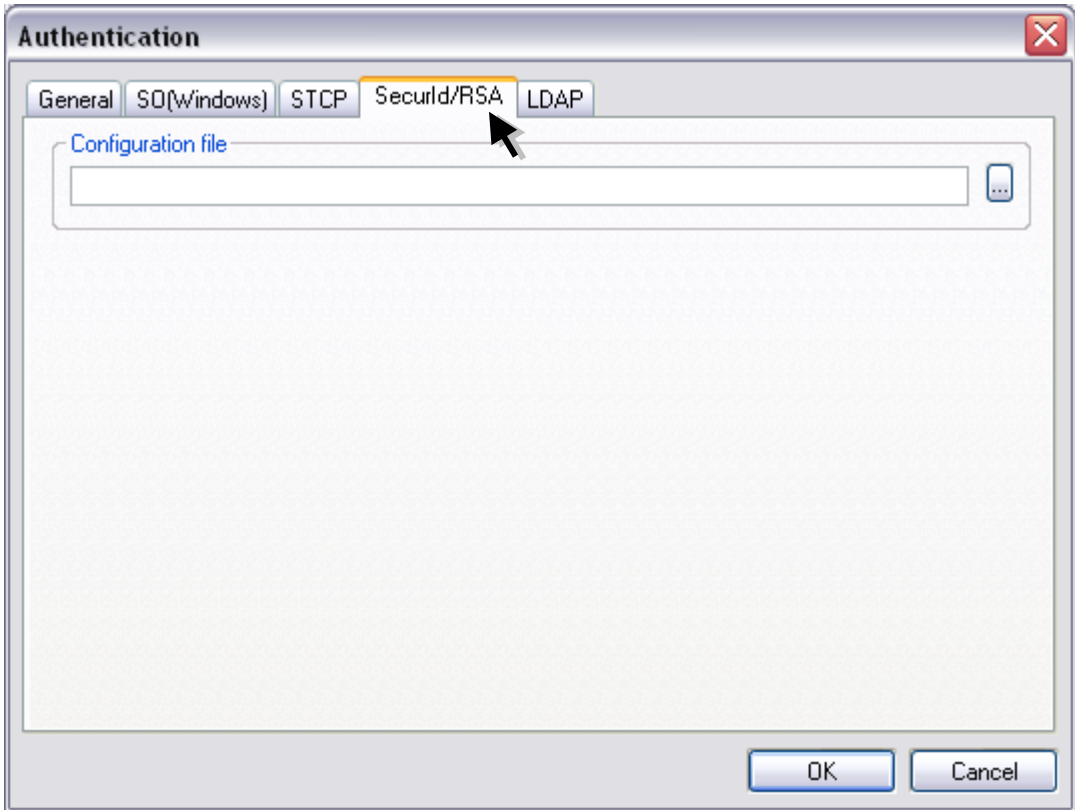 Authentication
General SO(Windows) STCP SecurId/RSA LDAP
Configuration file
...
OK Cancel